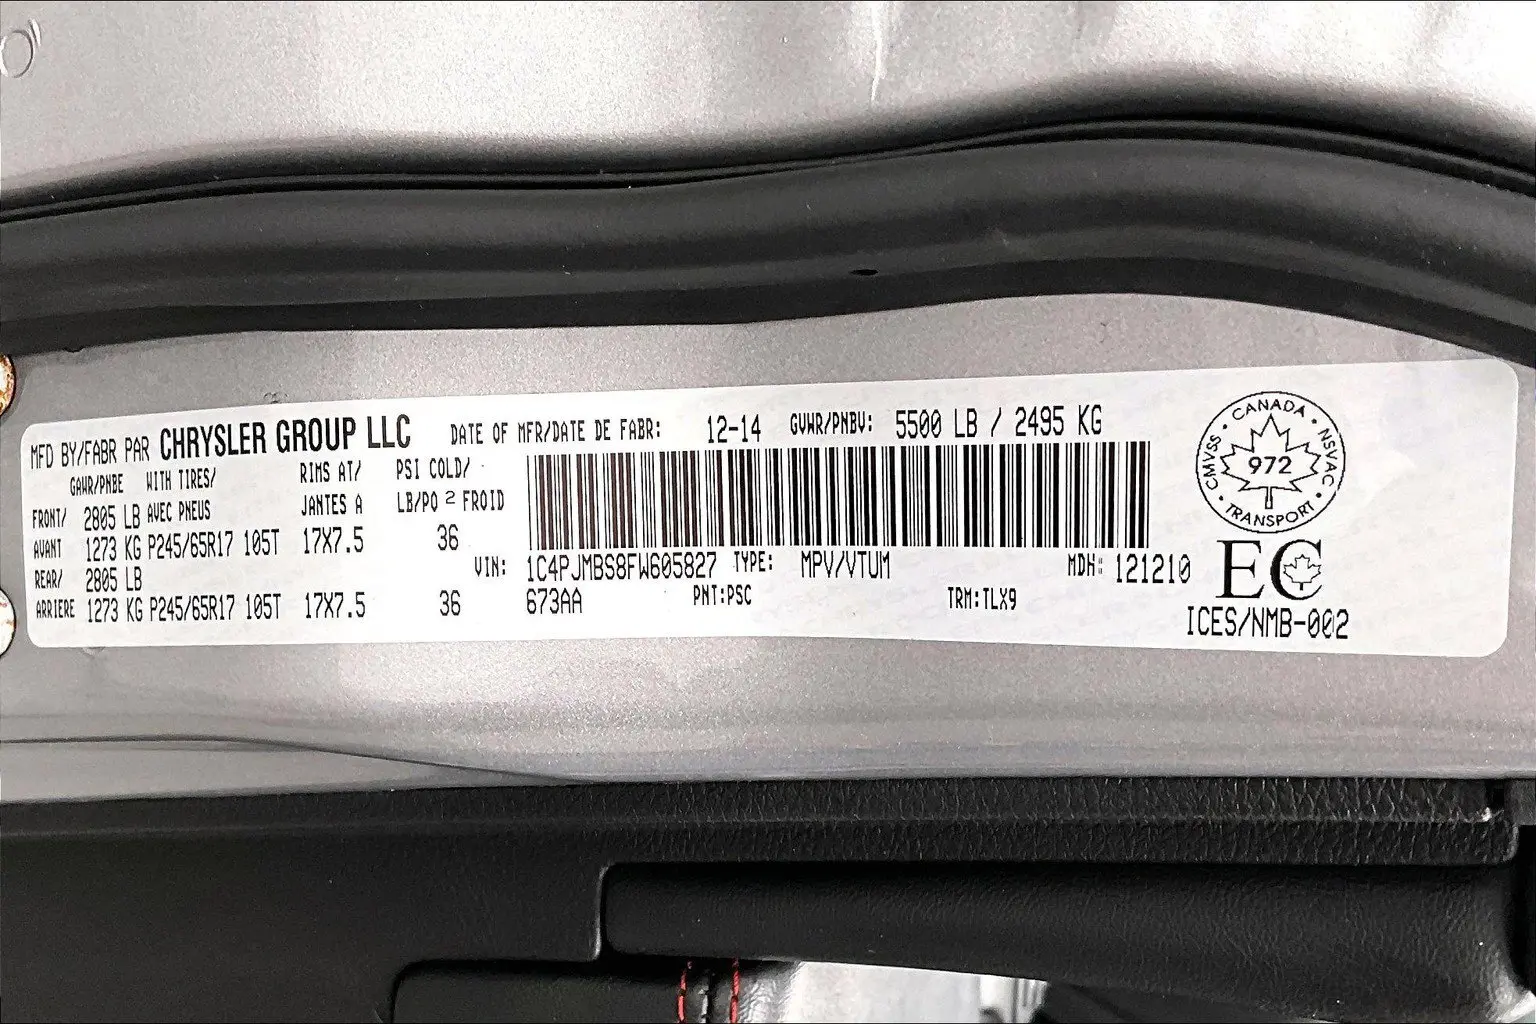 MFD BY/FABR PAR CHRYSLER GROUP LLC DATE OF MFR/DATE DE FABR: 12-14 GVWR/PNBV: 5500 LB / 2495 KG
GAWR/PNBE WITH TIRES/ RIMS AT/ PSI COLD/
FRONT/ 2805 LB AVEC PNEUS JANTES A LB/PO 2 FROID
AVANT 1273 KG P245/65R17 105T 17X7.5 36
REAR/ 2805 LB
ARRIERE 1273 KG P245/65R17 105T 17X7.5 36
VIN: 1C4PJMBS8FW605827 TYPE: MPV/VTUM MDH: 121210
673AA PNT:PSC TRM:TLX9
CANADA
CMVSS · NSVAC
972
TRANSPORT
EC
ICES/NMB-002